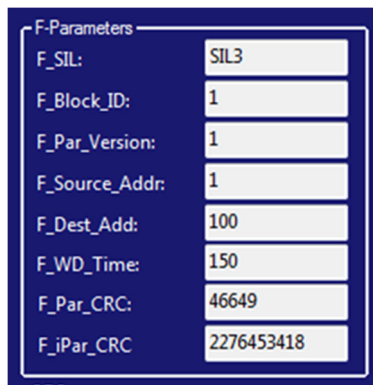 F-Parameters
F_SIL: SIL3
F_Block_ID: 1
F_Par_Version: 1
F_Source_Addr: 1
F_Dest_Add: 100
F_WD_Time: 150
F_Par_CRC: 46649
F_iPar_CRC 2276453418